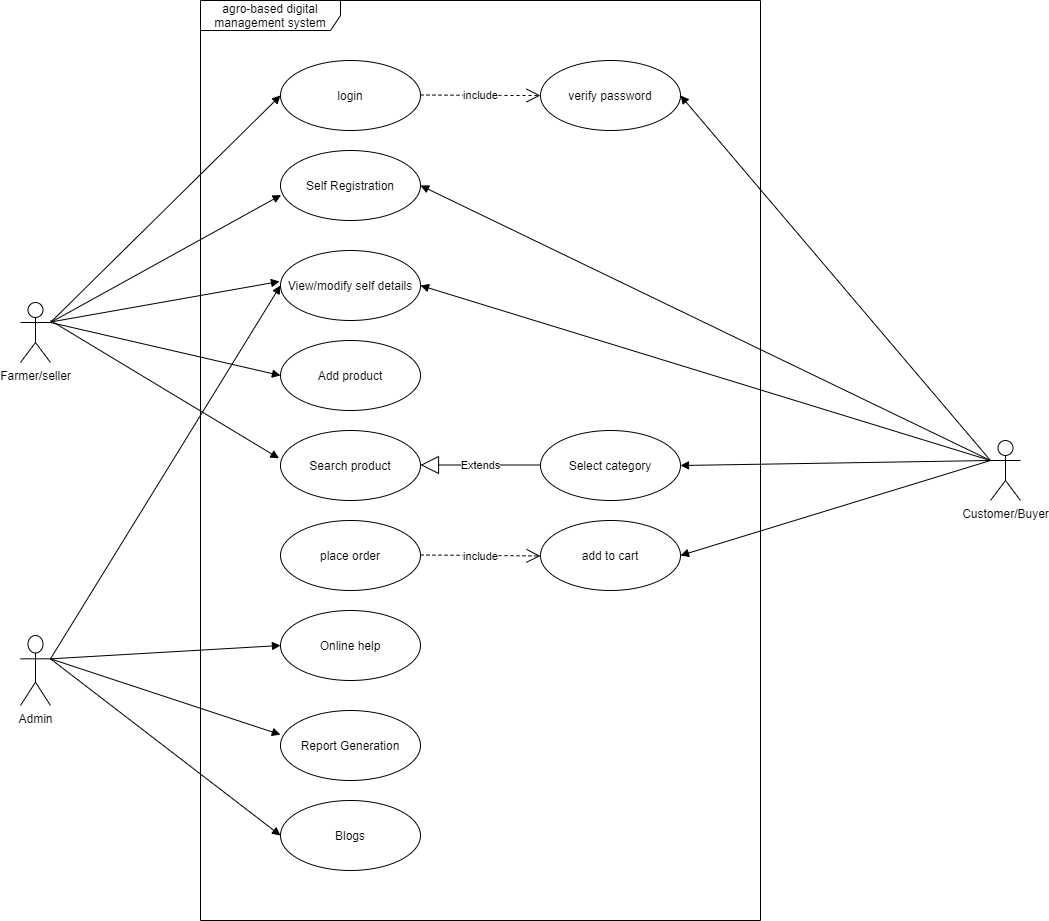 agro-based digital
management system
login
include
verify password
Self Registration
View/modify self details
Farmer/seller
Add product
Search product
Extends
Select category
Customer/Buyer
place order
include
add to cart
Online help
Admin
Report Generation
Blogs